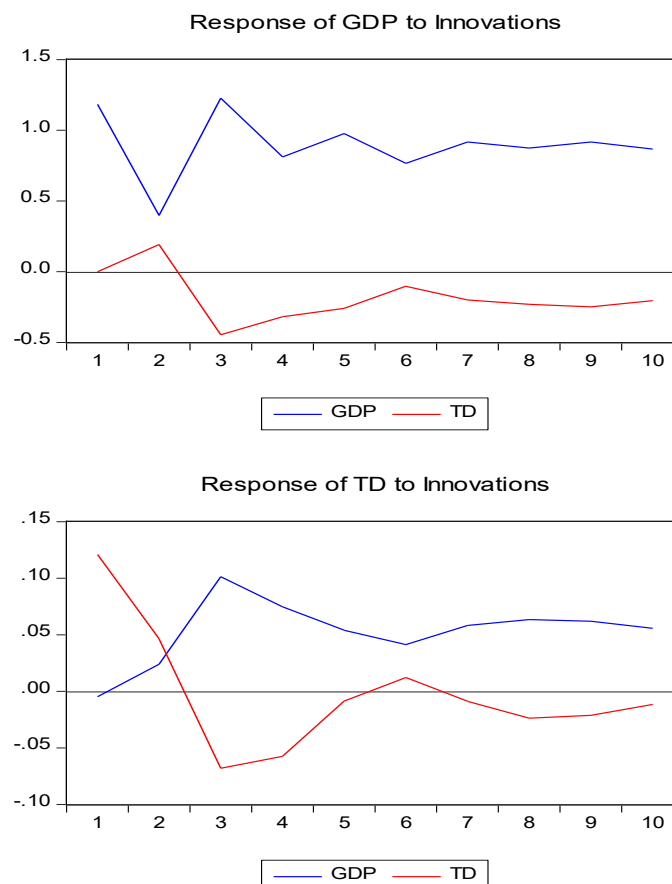 Response of GDP to Innovations
1.5
1.0
0.5
0.0
-0.5
1 2 3 4 5 6 7 8 9 10
GDP TD
Response of TD to Innovations
.15
.10
.05
.00
-.05
-.10
1 2 3 4 5 6 7 8 9 10
GDP TD